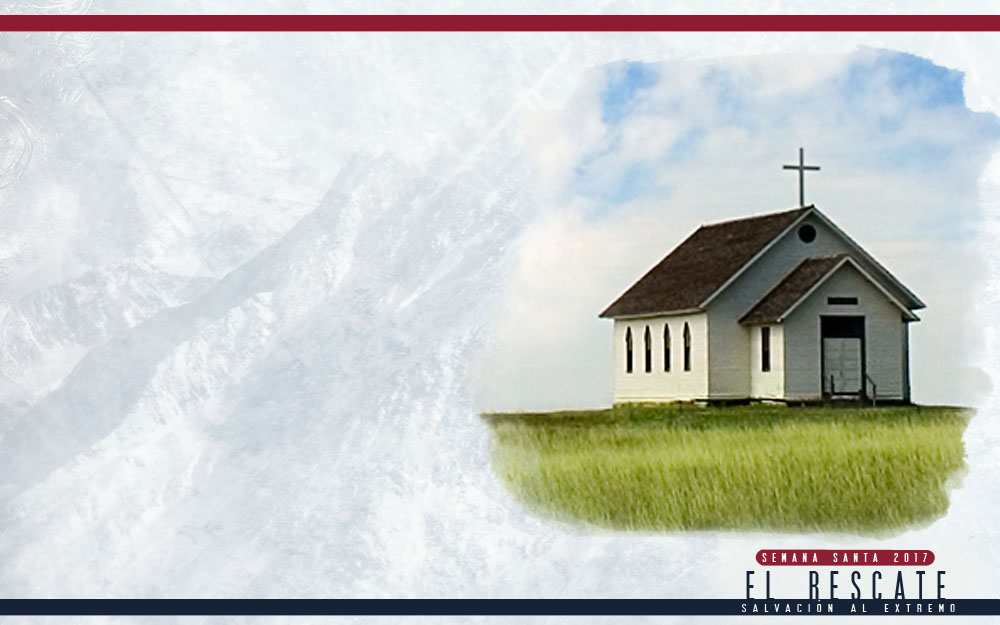 SEMANA SANTA 2017
EL RESCATE
SALVACIÓN AL EXTREMO